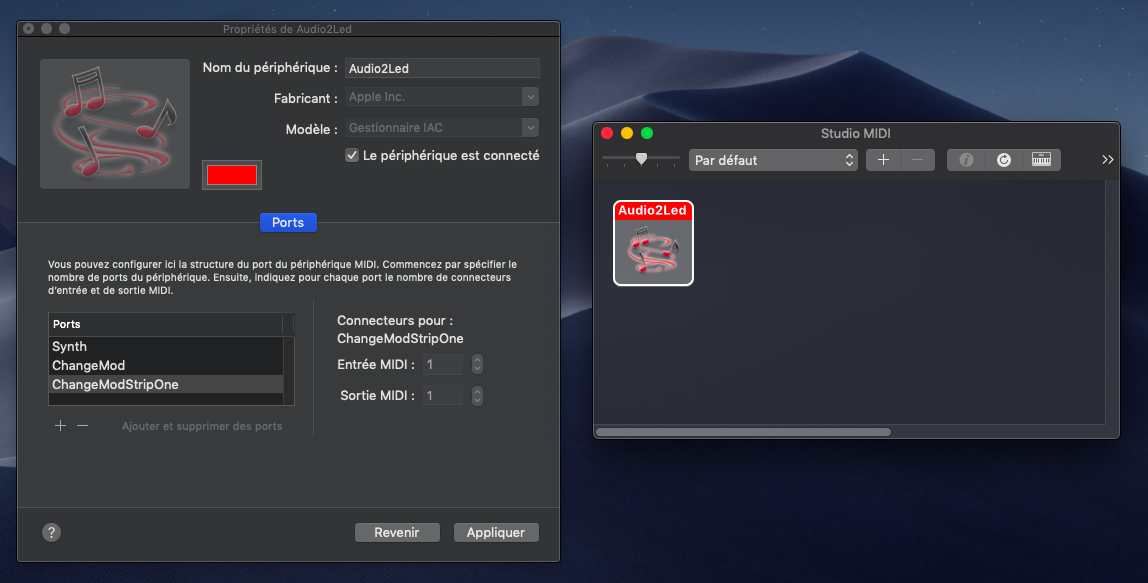 Propriétés de Audio2Led
Nom du périphérique :
Audio2Led
Fabricant :
Apple Inc.
Modèle :
Gestionnaire IAC
Le périphérique est connecté
Ports
Vous pouvez configurer ici la structure du port du périphérique MIDI. Commencez par spécifier le
nombre de ports du périphérique. Ensuite, indiquez pour chaque port le nombre de connecteurs
d'entrée et de sortie MIDI.
Ports
Synth
ChangeMod
ChangeModStripOne
+ −
Ajouter et supprimer des ports
Connecteurs pour :
ChangeModStripOne
Entrée MIDI :
1
Sortie MIDI :
1
?
Revenir
Appliquer
Studio MIDI
Par défaut
+ −
Audio2Led